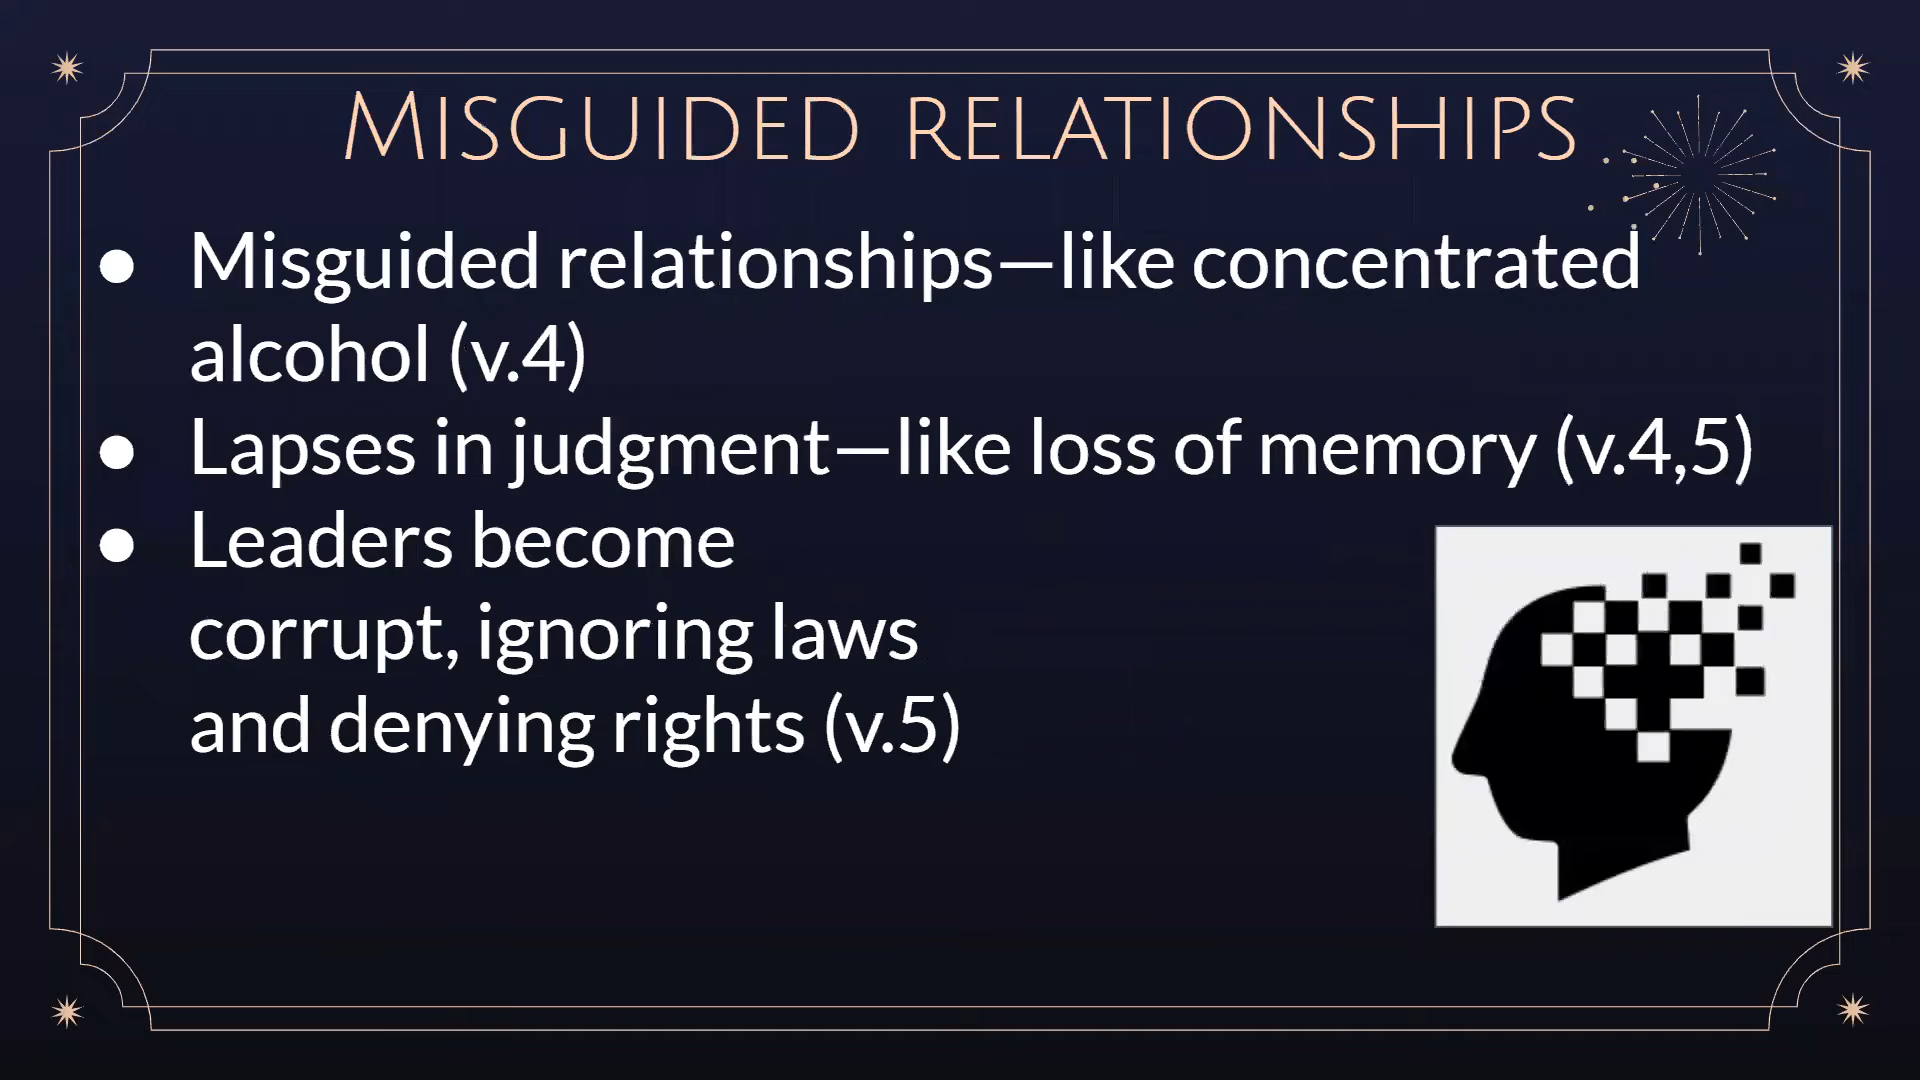 Misguided relationships
● Misguided relationships—like concentrated
alcohol (v.4)
● Lapses in judgment—like loss of memory (v.4,5)
● Leaders become
corrupt, ignoring laws
and denying rights (v.5)